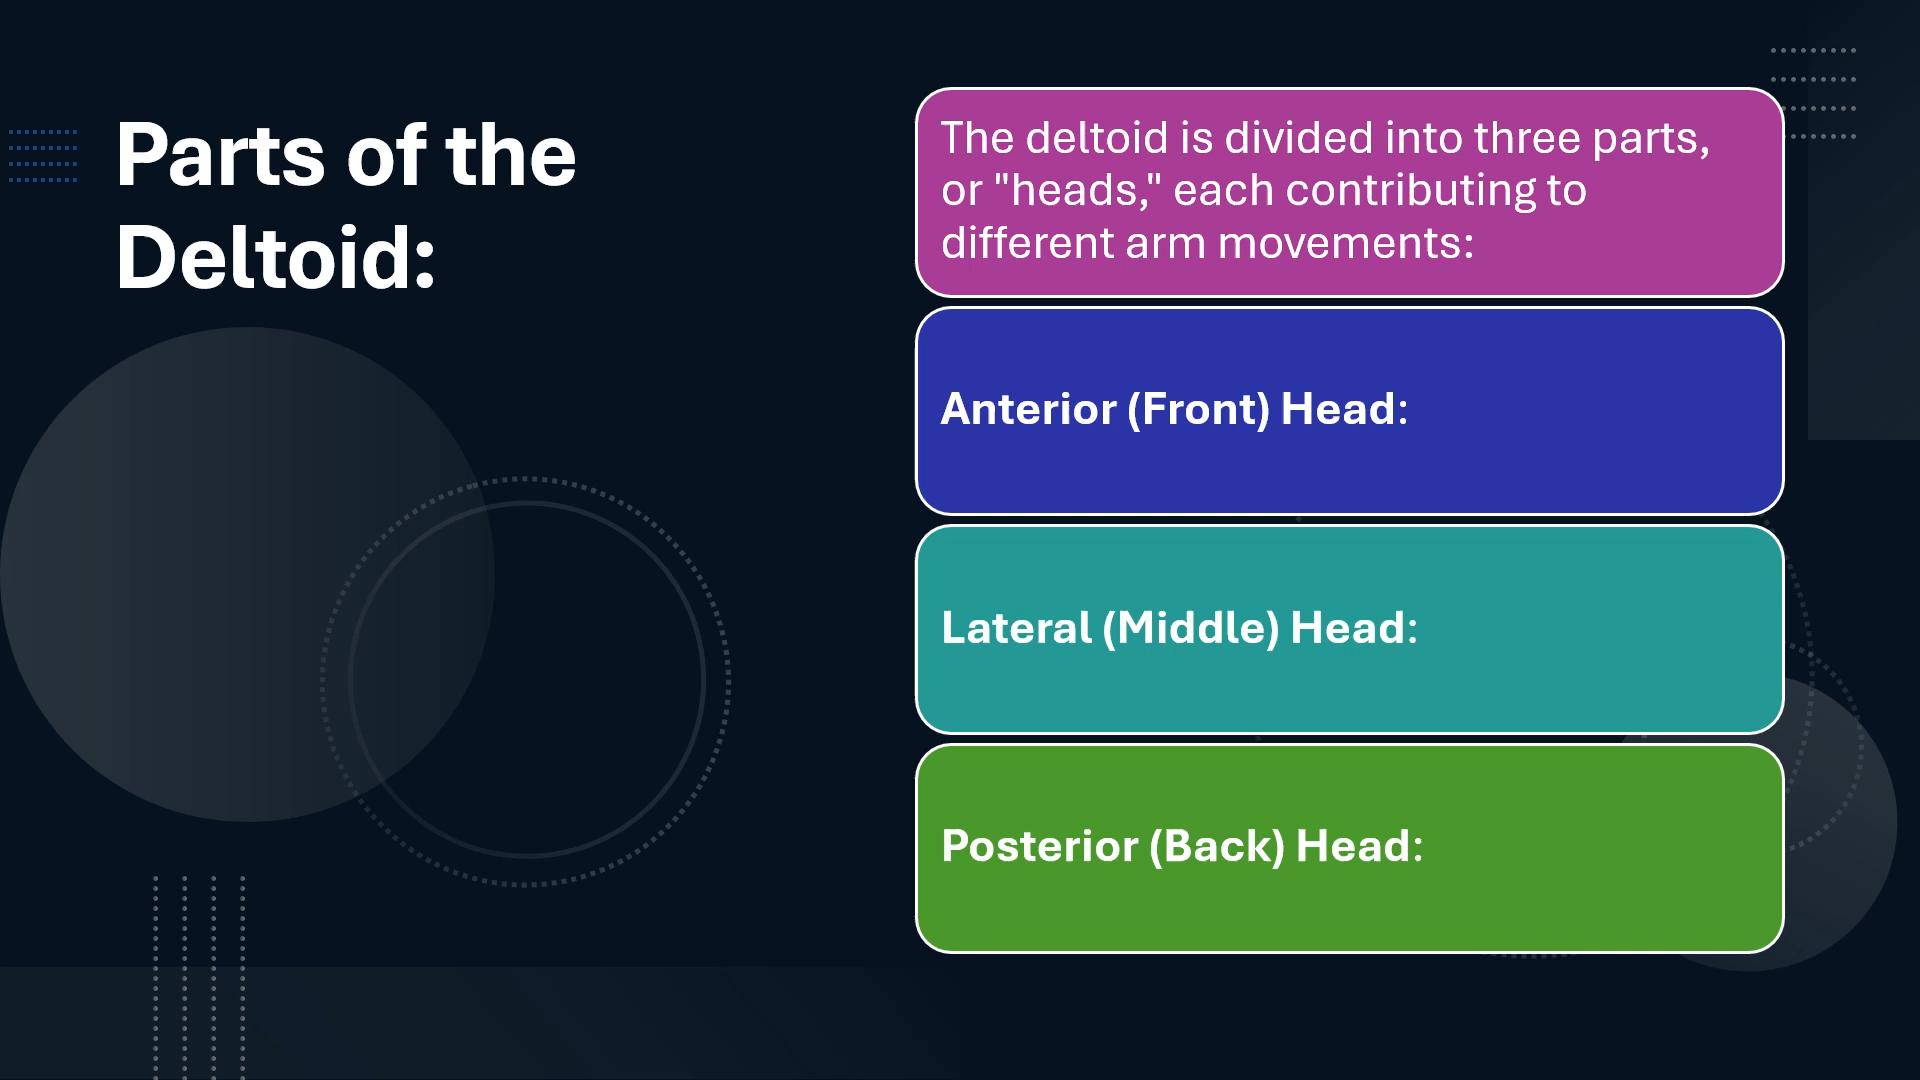 Parts of the
Deltoid:
The deltoid is divided into three parts,
or "heads," each contributing to
different arm movements:
Anterior (Front) Head:
Lateral (Middle) Head:
Posterior (Back) Head: